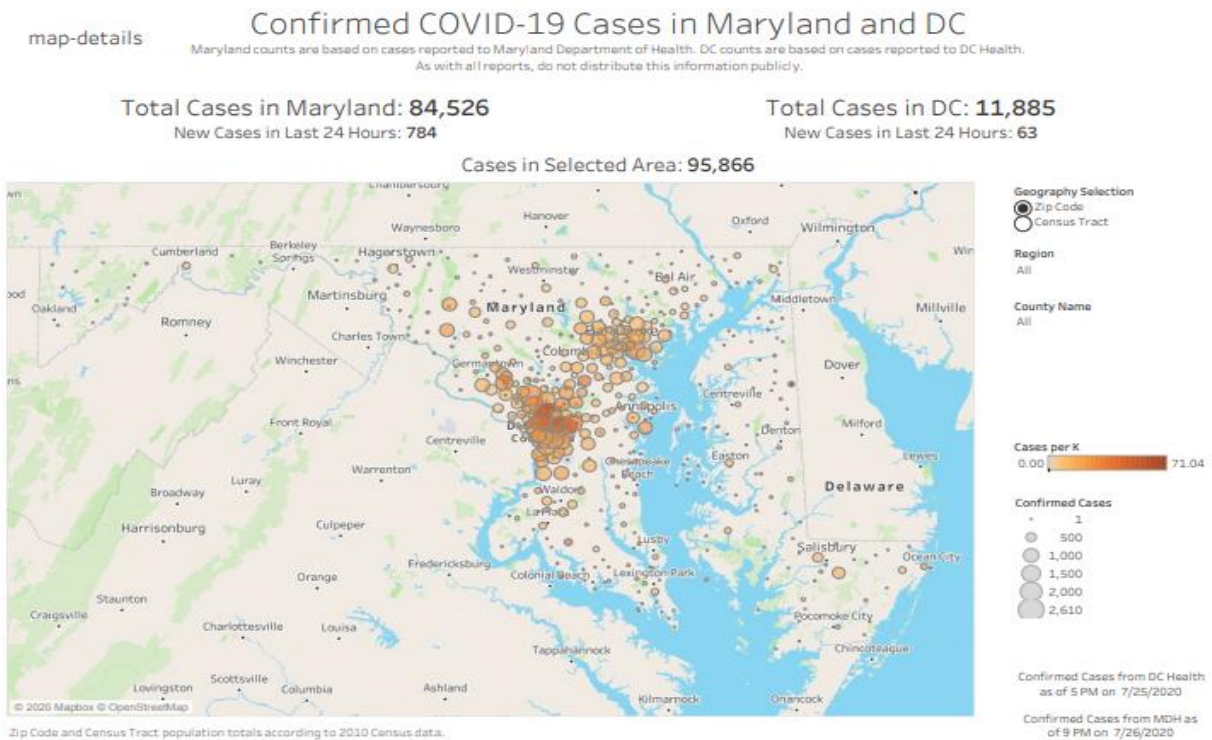 map-details
Confirmed COVID-19 Cases in Maryland and DC
Maryland counts are based on cases reported to Maryland Department of Health. DC counts are based on cases reported to DC Health.
As with all reports, do not distribute this information publicly.
Total Cases in Maryland: 84,526
New Cases in Last 24 Hours: 784
Total Cases in DC: 11,885
New Cases in Last 24 Hours: 63
Cases in Selected Area: 95,866
Chambersburg
Hanover
Oxford
Waynesboro
Wilmington
Cumberland
Berkeley
Springs
Hagerstown
Westminster
Bel Air
Oakland
Martinsburg
Maryland
Middletown
Millville
Romney
Charles Town
Winchester
Germantown
Dover
Centreville
Annapolis
Front Royal
Centreville
Denton
Milford
Warrenton
Chesapeake
Beach
Easton
Lewes
Luray
Broadway
Waldorf
Delaware
La Plata
Harrisonburg
Culpeper
Lusby
Salisbury
Ocean City
Fredericksburg
Colonial Beach
Lexington Park
Orange
Staunton
Craigsville
Charlottesville
Louisa
Pocomoke City
Tappahannock
Chincoteague
Scottsville
Lovingston
Columbia
Ashland
Kilmarnock
Onancock
© 2020 Mapbox © OpenStreetMap
Geography Selection
Zip Code
Census Tract
Region
All
County Name
All
Cases per K
0.00 71.04
Confirmed Cases
1
500
1,000
1,500
2,000
2,610
Confirmed Cases from DC Health
as of 5 PM on 7/25/2020
Confirmed Cases from MDH as
of 9 PM on 7/26/2020
Zip Code and Census Tract population totals according to 2010 Census data.